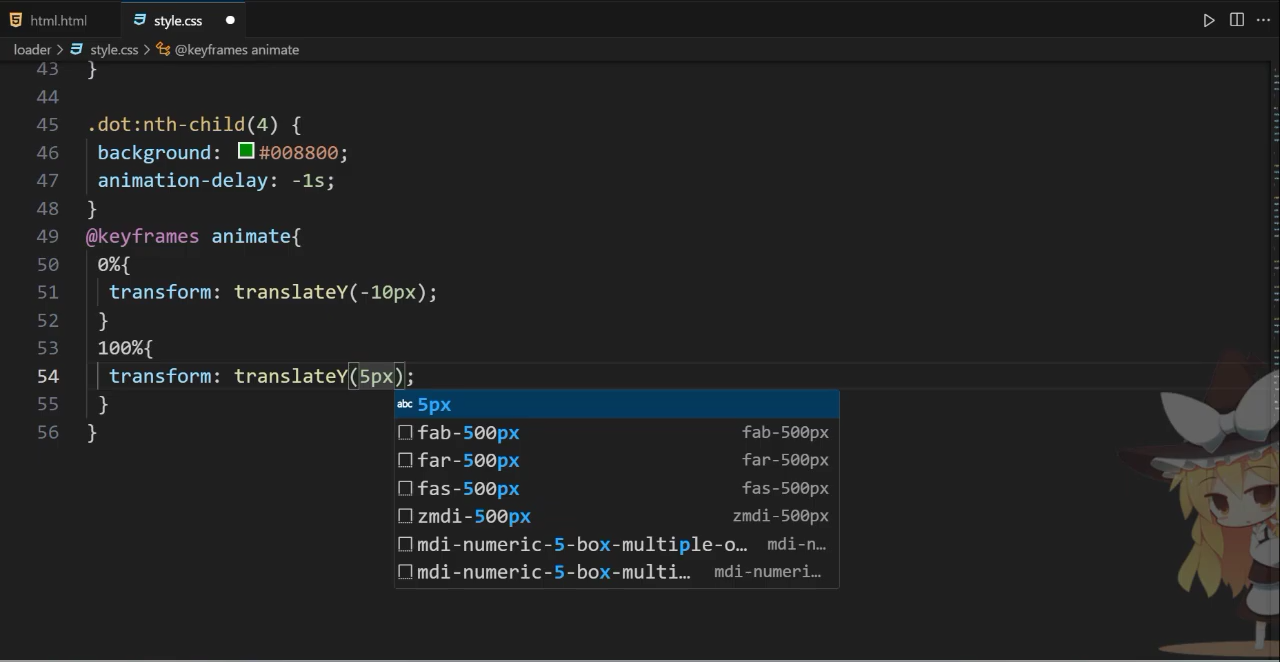 html.html
style.css
loader > style.css > @keyframes animate
43 }
44
45 .dot:nth-child(4) {
46 background: #008800;
47 animation-delay: -1s;
48 }
49 @keyframes animate{
50 0%{
51 transform: translateY(-10px);
52 }
53 100%{
54 transform: translateY(5px);
55 }
56 }
abc 5px
fab-500px fab-500px
far-500px far-500px
fas-500px fas-500px
zmdi-500px zmdi-500px
mdi-numeric-5-box-multiple-o… mdi-n…
mdi-numeric-5-box-multi… mdi-numeri…